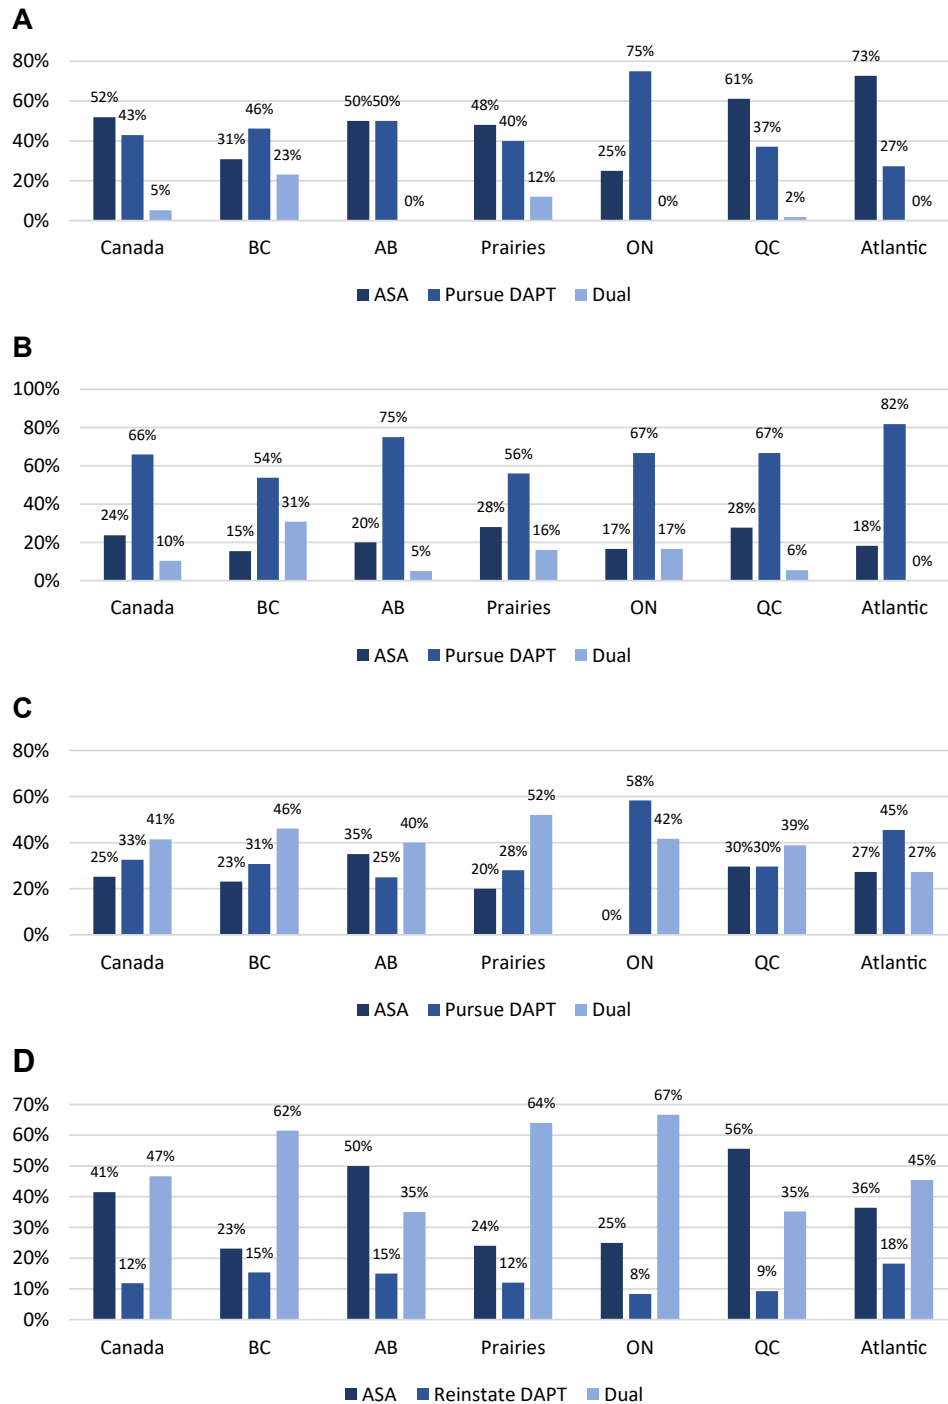 A
80%
60%
40%
20%
0%
52% 43% 5%
31% 46% 23%
50% 50% 0%
48% 40% 12%
25% 75% 0%
61% 37% 2%
73% 27% 0%
Canada BC AB Prairies ON QC Atlantic
ASA Pursue DAPT Dual
B
100%
80%
60%
40%
20%
0%
24% 66% 10%
15% 54% 31%
20% 75% 5%
28% 56% 16%
17% 67% 17%
28% 67% 6%
18% 82% 0%
Canada BC AB Prairies ON QC Atlantic
ASA Pursue DAPT Dual
C
80%
60%
40%
20%
0%
25% 33% 41%
23% 31% 46%
35% 25% 40%
20% 28% 52%
0% 58% 42%
30% 30% 39%
27% 45% 27%
Canada BC AB Prairies ON QC Atlantic
ASA Pursue DAPT Dual
D
70%
60%
50%
40%
30%
20%
10%
0%
41% 12% 47%
23% 15% 62%
50% 15% 35%
24% 12% 64%
25% 8% 67%
56% 9% 35%
36% 18% 45%
Canada BC AB Prairies ON QC Atlantic
ASA Reinstate DAPT Dual